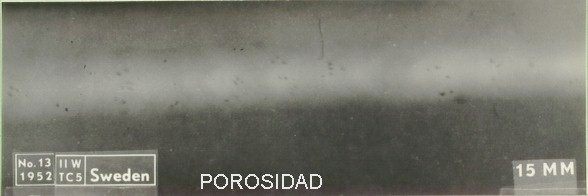 No.13 IIW
1952 TC5 Sweden
POROSIDAD
15 MM